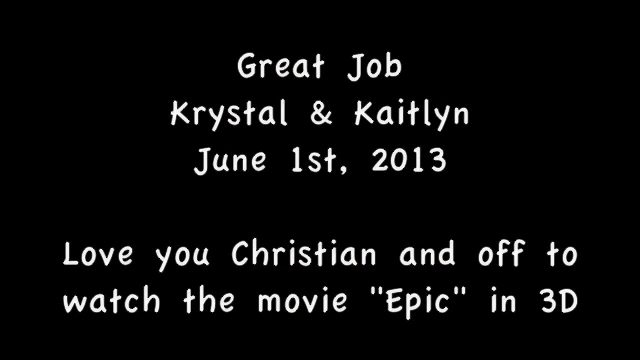 Great Job
Krystal & Kaitlyn
June 1st, 2013
Love you Christian and off to
watch the movie "Epic" in 3D